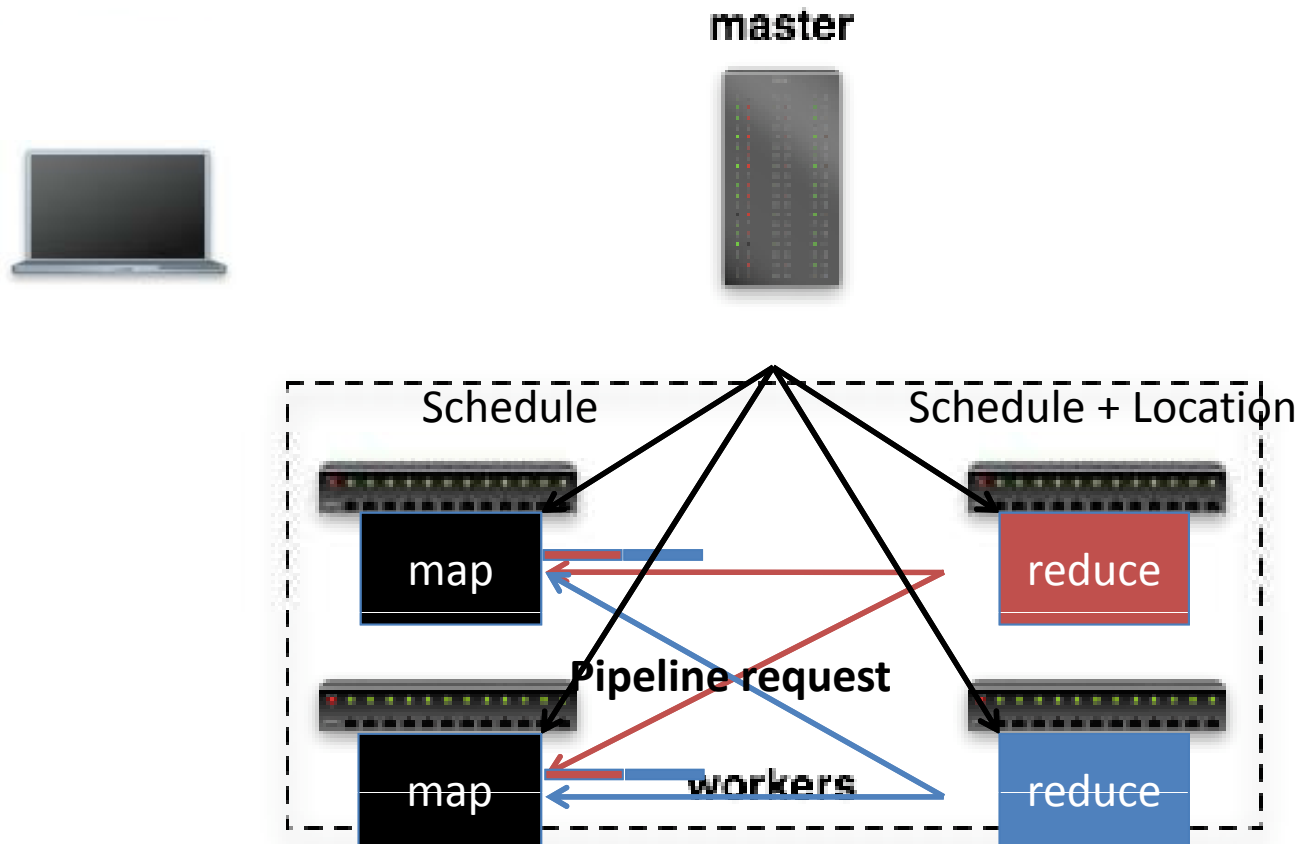 master
Schedule
Schedule + Location
map
reduce
Pipeline request
map
workers
reduce